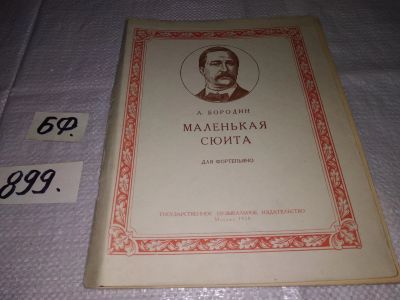 А. БОРОДИН
МАЛЕНЬКАЯ
СЮИТА
ДЛЯ ФОРТЕПЬЯНО
ГОСУДАРСТВЕННОЕ МУЗЫКАЛЬНОЕ ИЗДАТЕЛЬСТВО
Москва
БФ.
899.